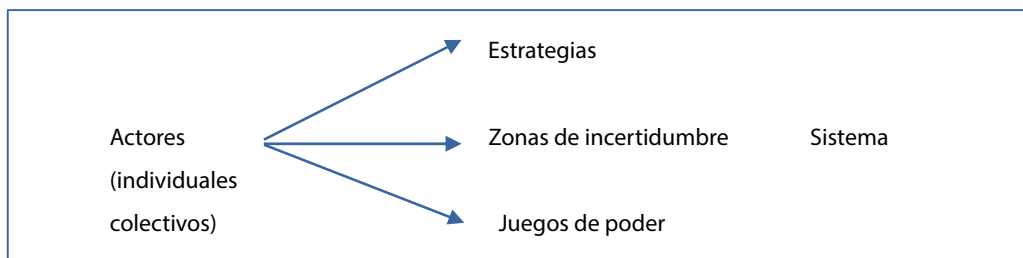 Estrategias
Actores
Zonas de incertidumbre
Sistema
(individuales
colectivos)
Juegos de poder